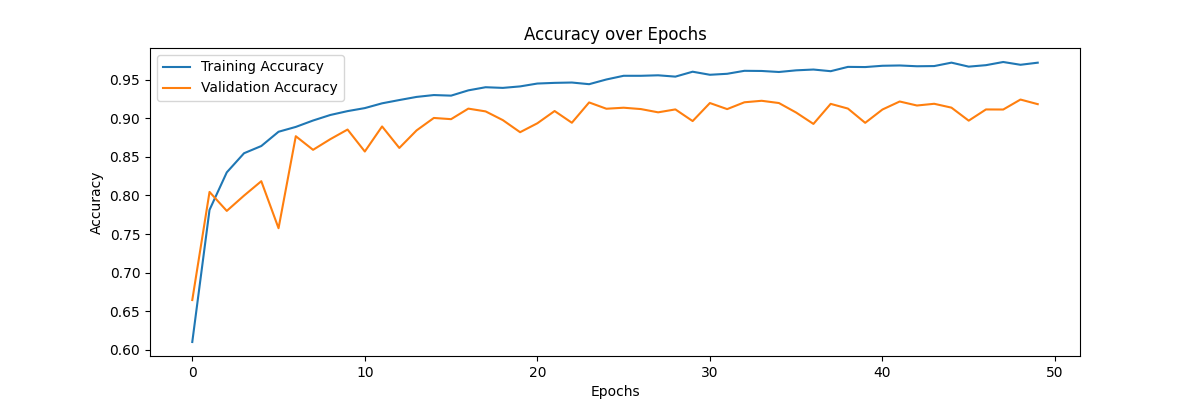 Accuracy over Epochs
Training Accuracy
Validation Accuracy
Accuracy
0.95
0.90
0.85
0.80
0.75
0.70
0.65
0.60
0 10 20 30 40 50
Epochs